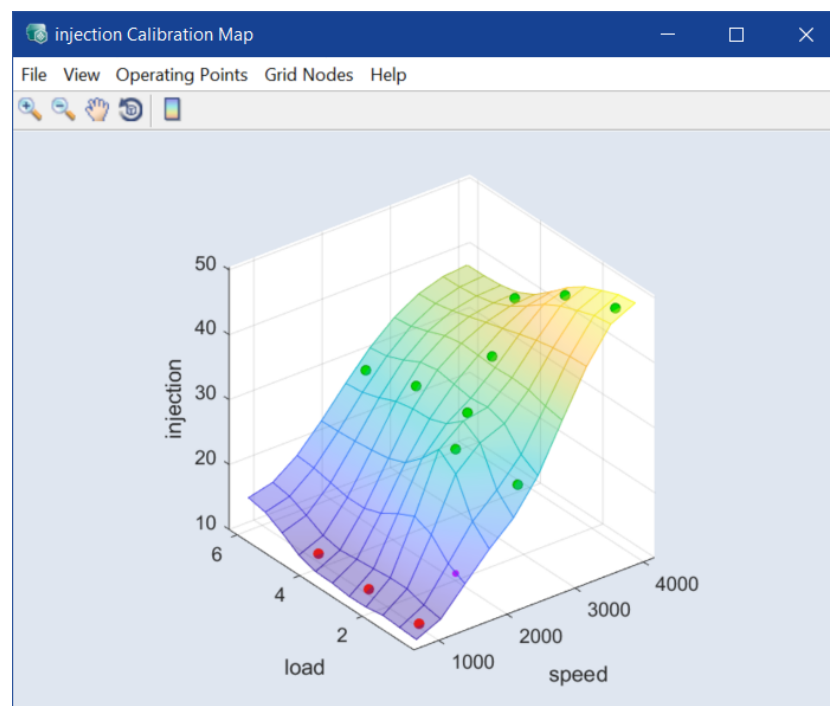 injection Calibration Map
File View Operating Points Grid Nodes Help
50
40
30
20
10
injection
6
4
2
load
1000
2000
3000
4000
speed